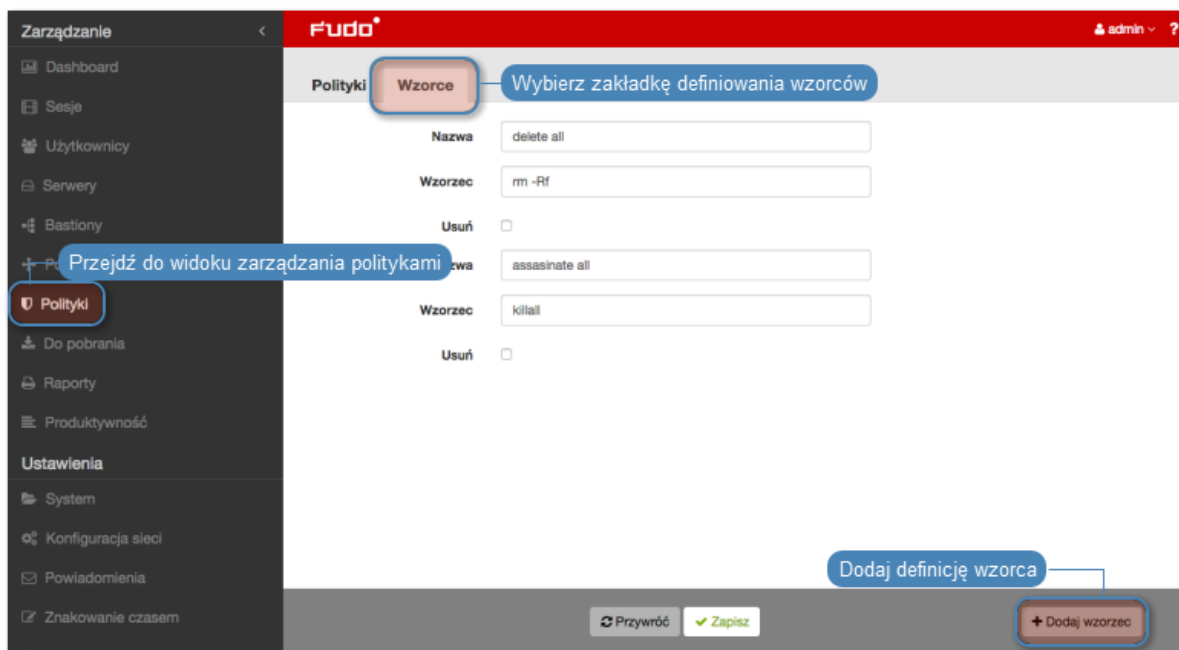 Zarządzanie <
Fudo
admin
?
Dashboard
Sesje
Użytkownicy
Serwery
Bastiony
Przejdź do widoku zarządzania politykami
Polityki
Do pobrania
Raporty
Produktywność
Ustawienia
System
Konfiguracja sieci
Powiadomienia
Znakowanie czasem
Polityki
Wzorce
Wybierz zakładkę definiowania wzorców
Nazwa
delete all
Wzorzec
rm -Rf
Usuń
assasinate all
Wzorzec
killall
Usuń
Dodaj definicję wzorca
Przywróć
Zapisz
+ Dodaj wzorzec